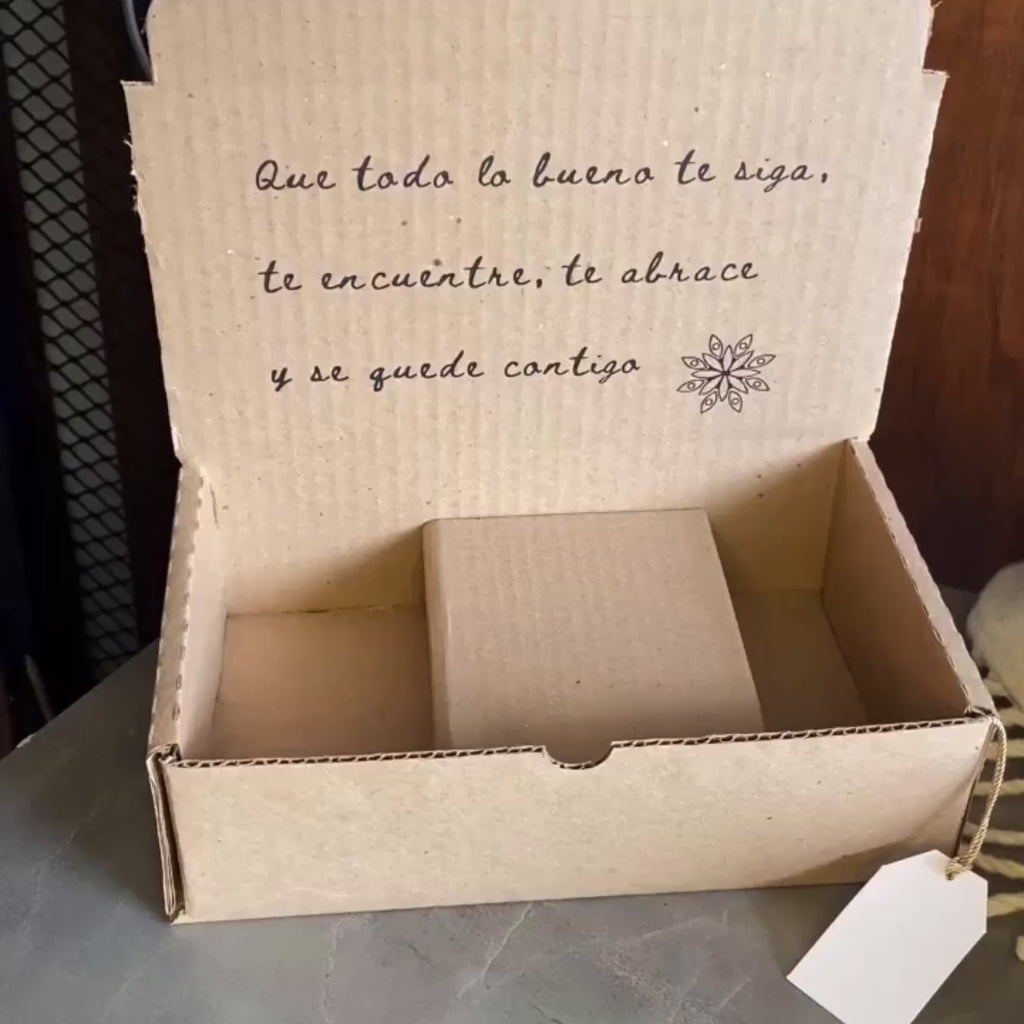 Que todo lo bueno te siga,
te encuentre, te abrace
y se quede contigo